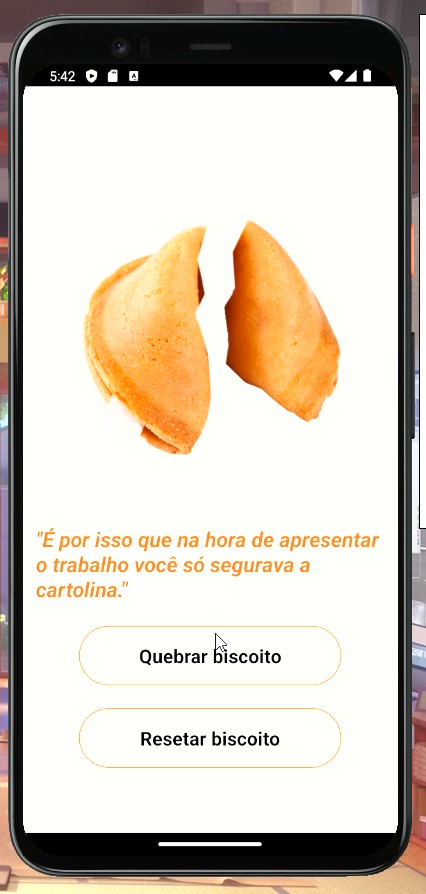 5:42
"É por isso que na hora de apresentar
o trabalho você só segurava a
cartolina."
Quebrar biscoito
Resetar biscoito